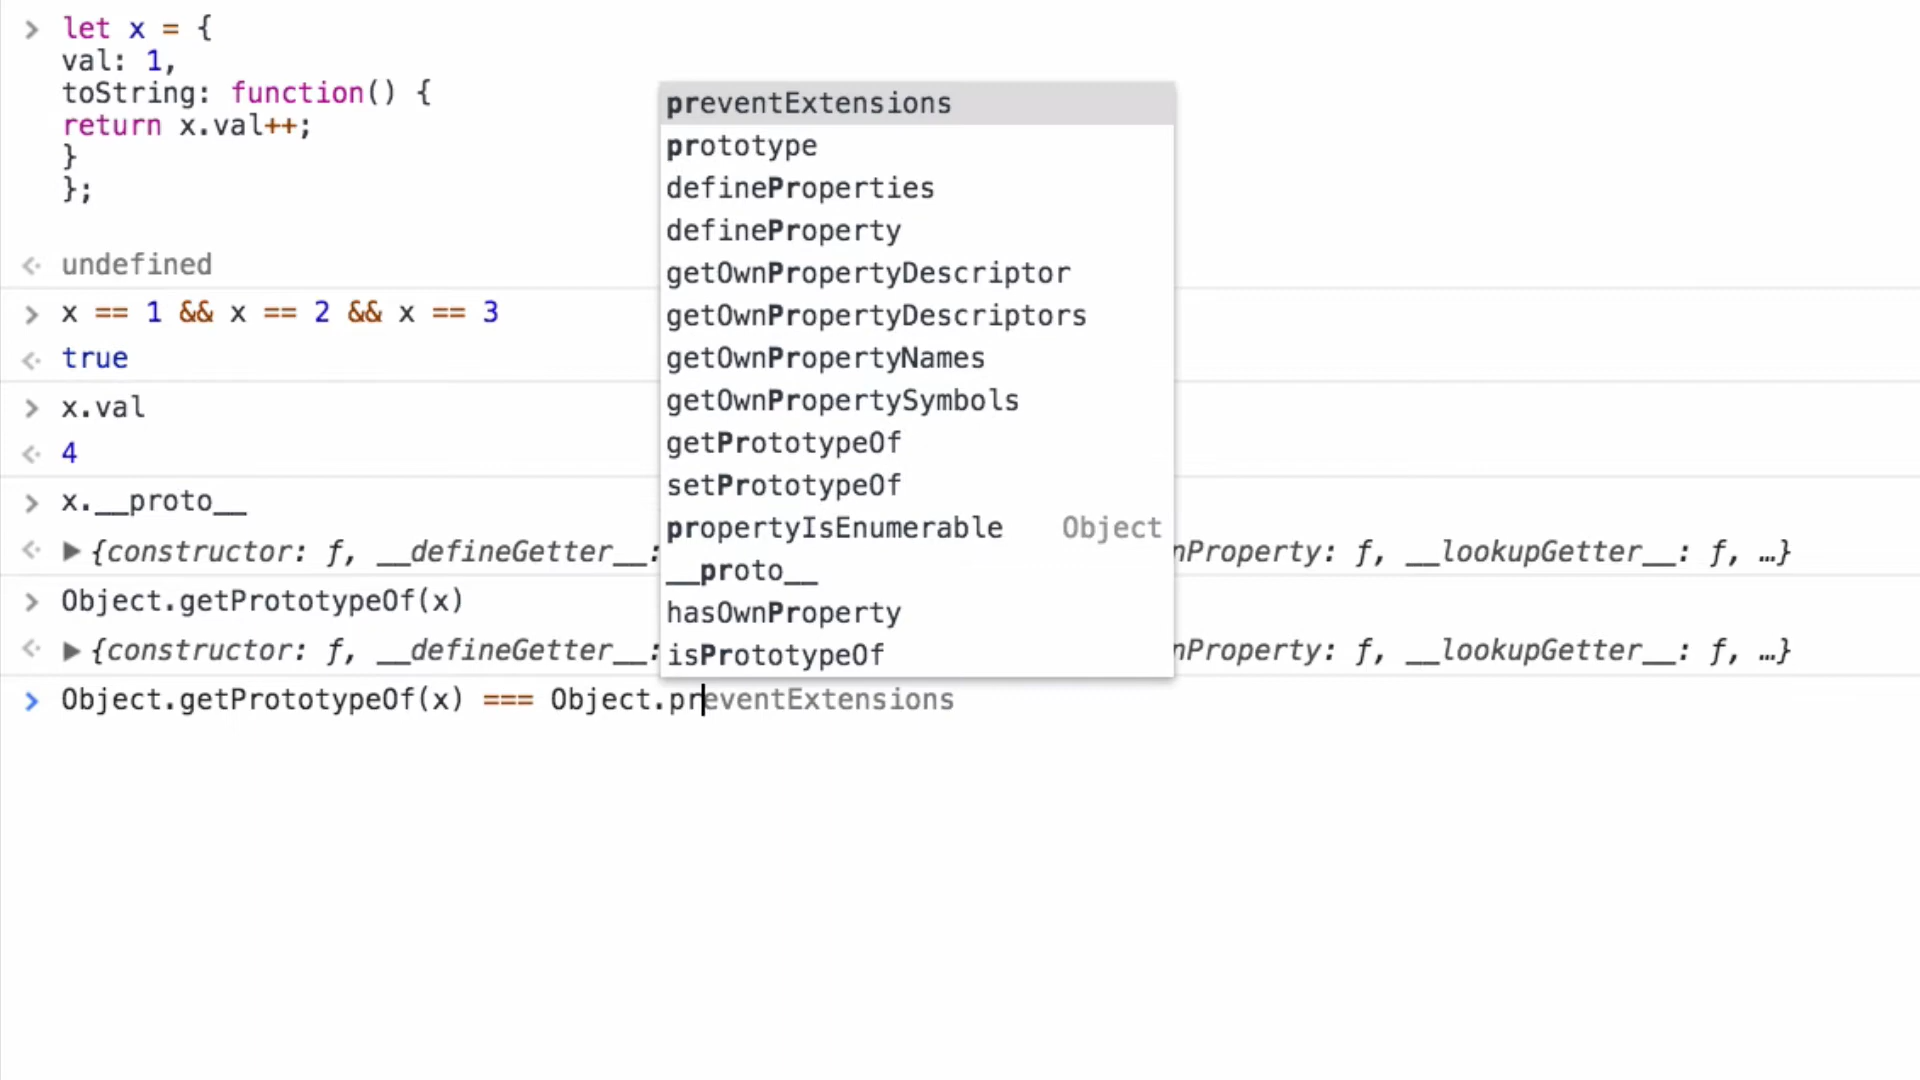 > let x = {
val: 1,
toString: function() {
return x.val++;
}
};
undefined
> x == 1 && x == 2 && x == 3
true
> x.val
4
> x.__proto__
▶ {constructor: ƒ, __defineGetter__: nProperty: ƒ, __lookupGetter__: ƒ, …}
> Object.getPrototypeOf(x)
▶ {constructor: ƒ, __defineGetter__: nProperty: ƒ, __lookupGetter__: ƒ, …}
> Object.getPrototypeOf(x) === Object.preventExtensions
preventExtensions
prototype
defineProperties
defineProperty
getOwnPropertyDescriptor
getOwnPropertyDescriptors
getOwnPropertyNames
getOwnPropertySymbols
getPrototypeOf
setPrototypeOf
propertyIsEnumerable Object
__proto__
hasOwnProperty
isPrototypeOf